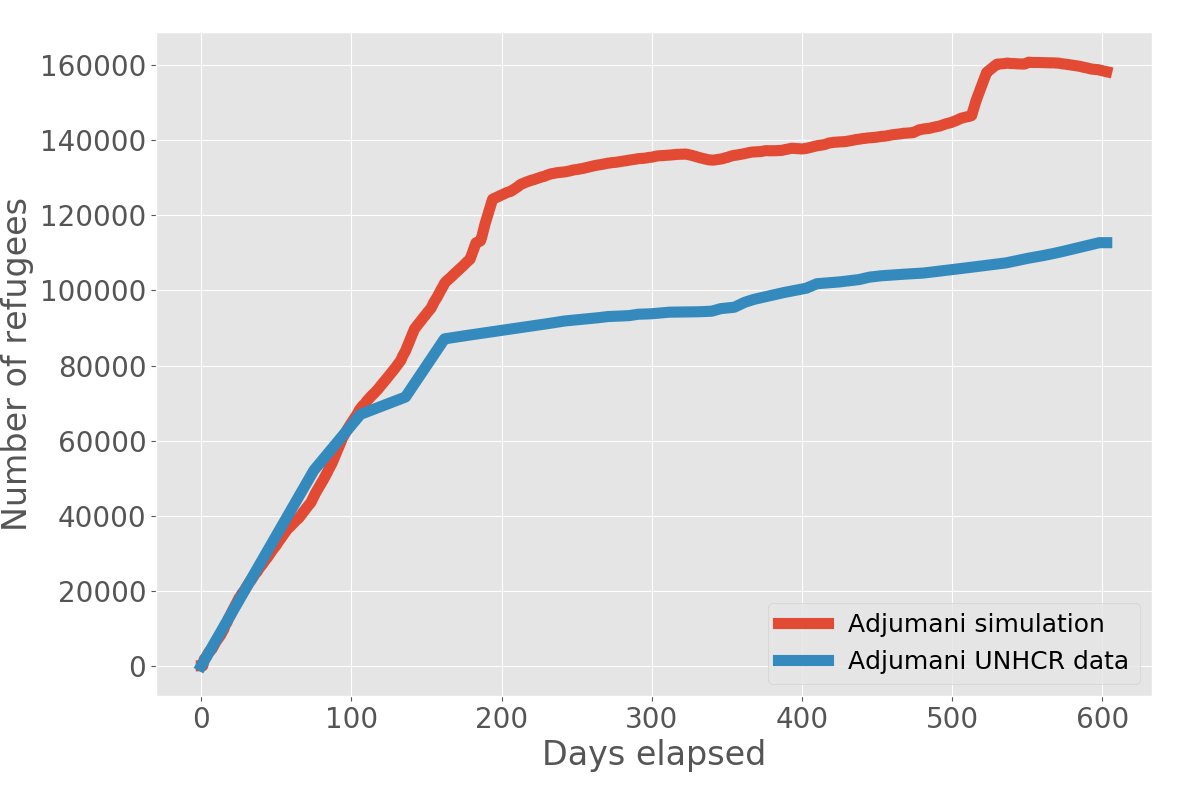 Number of refugees
160000
140000
120000
100000
80000
60000
40000
20000
0
0 100 200 300 400 500 600
Days elapsed
Adjumani simulation
Adjumani UNHCR data